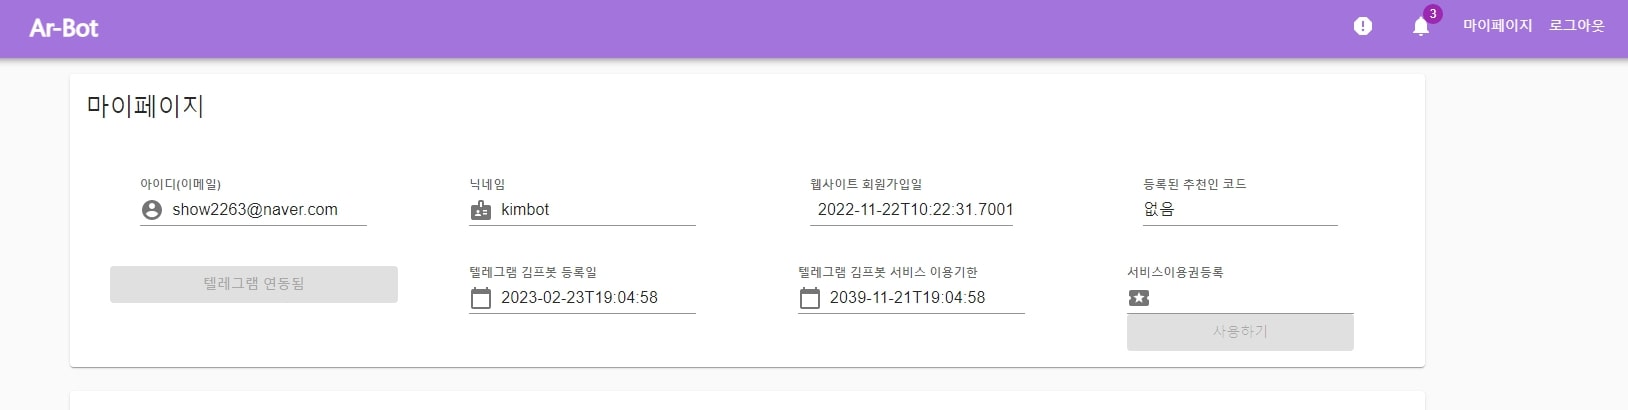 Ar-Bot
3
마이페이지 로그아웃
마이페이지
아이디(이메일)
show2263@naver.com
닉네임
kimbot
웹사이트 회원가입일
2022-11-22T10:22:31.7001
등록된 추천인 코드
없음
텔레그램 연동됨
텔레그램 김프봇 등록일
2023-02-23T19:04:58
텔레그램 김프봇 서비스 이용기한
2039-11-21T19:04:58
서비스이용권등록
사용하기